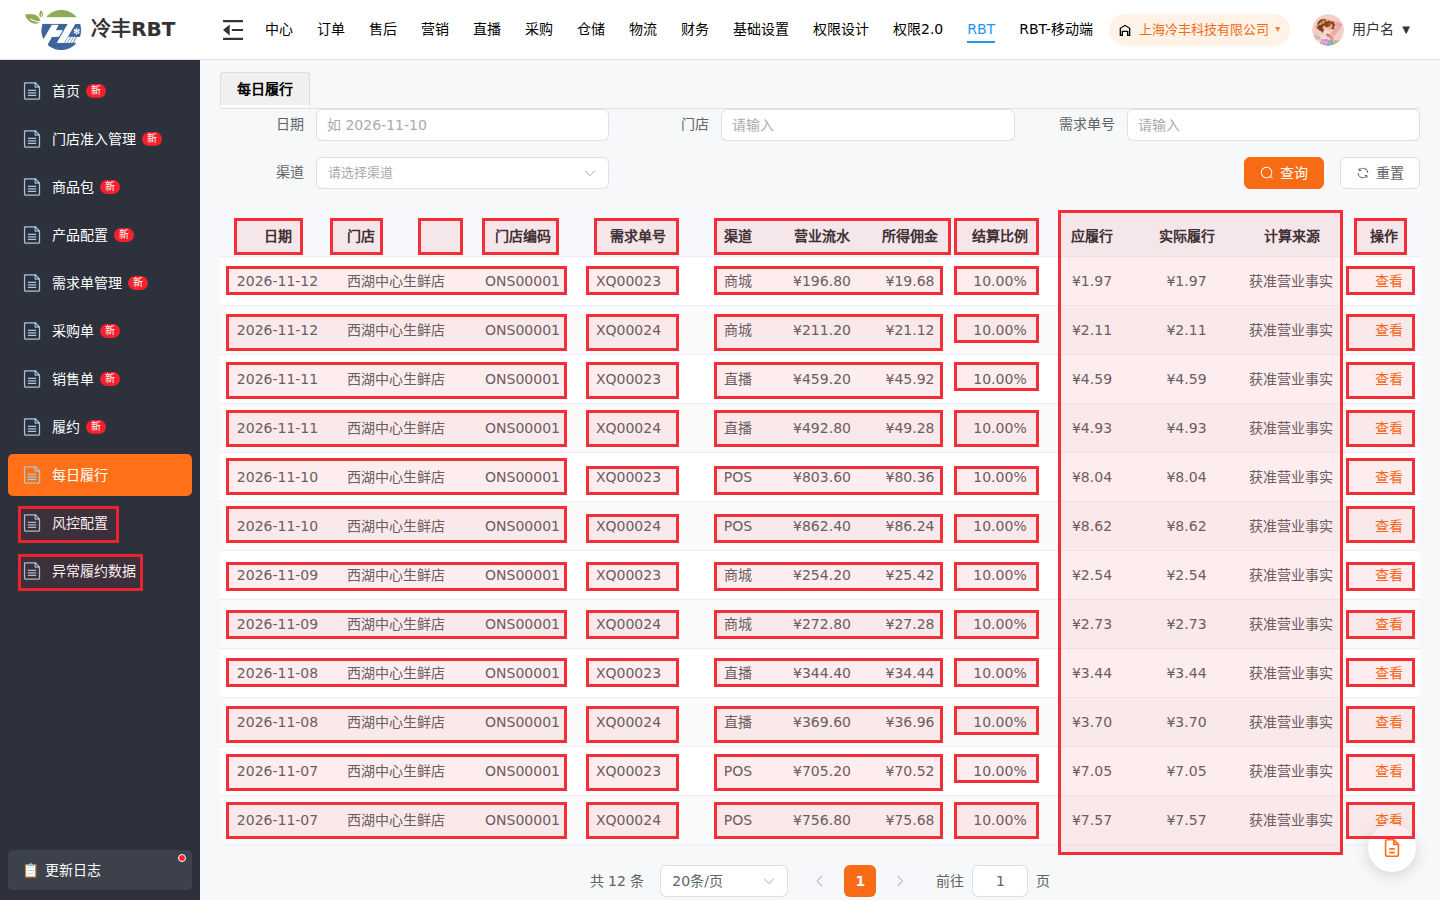 冷丰RBT
中心 订单 售后 营销 直播 采购 仓储 物流 财务 基础设置 权限设计 权限2.0 RBT RBT-移动端 上海冷丰科技有限公司 ▾ 用户名 ▼
首页 新
门店准入管理 新
商品包 新
产品配置 新
需求单管理 新
采购单 新
销售单 新
履约 新
每日履行
风控配置
异常履约数据
更新日志
每日履行
日期 如 2026-11-10 门店 请输入 需求单号 请输入
渠道 请选择渠道 查询 重置
日期 门店 门店编码 需求单号 渠道 营业流水 所得佣金 结算比例 应履行 实际履行 计算来源 操作
2026-11-12 西湖中心生鲜店 ONS00001 XQ00023 商城 ¥196.80 ¥19.68 10.00% ¥1.97 ¥1.97 获准营业事实 查看
2026-11-12 西湖中心生鲜店 ONS00001 XQ00024 商城 ¥211.20 ¥21.12 10.00% ¥2.11 ¥2.11 获准营业事实 查看
2026-11-11 西湖中心生鲜店 ONS00001 XQ00023 直播 ¥459.20 ¥45.92 10.00% ¥4.59 ¥4.59 获准营业事实 查看
2026-11-11 西湖中心生鲜店 ONS00001 XQ00024 直播 ¥492.80 ¥49.28 10.00% ¥4.93 ¥4.93 获准营业事实 查看
2026-11-10 西湖中心生鲜店 ONS00001 XQ00023 POS ¥803.60 ¥80.36 10.00% ¥8.04 ¥8.04 获准营业事实 查看
2026-11-10 西湖中心生鲜店 ONS00001 XQ00024 POS ¥862.40 ¥86.24 10.00% ¥8.62 ¥8.62 获准营业事实 查看
2026-11-09 西湖中心生鲜店 ONS00001 XQ00023 商城 ¥254.20 ¥25.42 10.00% ¥2.54 ¥2.54 获准营业事实 查看
2026-11-09 西湖中心生鲜店 ONS00001 XQ00024 商城 ¥272.80 ¥27.28 10.00% ¥2.73 ¥2.73 获准营业事实 查看
2026-11-08 西湖中心生鲜店 ONS00001 XQ00023 直播 ¥344.40 ¥34.44 10.00% ¥3.44 ¥3.44 获准营业事实 查看
2026-11-08 西湖中心生鲜店 ONS00001 XQ00024 直播 ¥369.60 ¥36.96 10.00% ¥3.70 ¥3.70 获准营业事实 查看
2026-11-07 西湖中心生鲜店 ONS00001 XQ00023 POS ¥705.20 ¥70.52 10.00% ¥7.05 ¥7.05 获准营业事实 查看
2026-11-07 西湖中心生鲜店 ONS00001 XQ00024 POS ¥756.80 ¥75.68 10.00% ¥7.57 ¥7.57 获准营业事实 查看
共 12 条 20条/页 1 前往 1 页